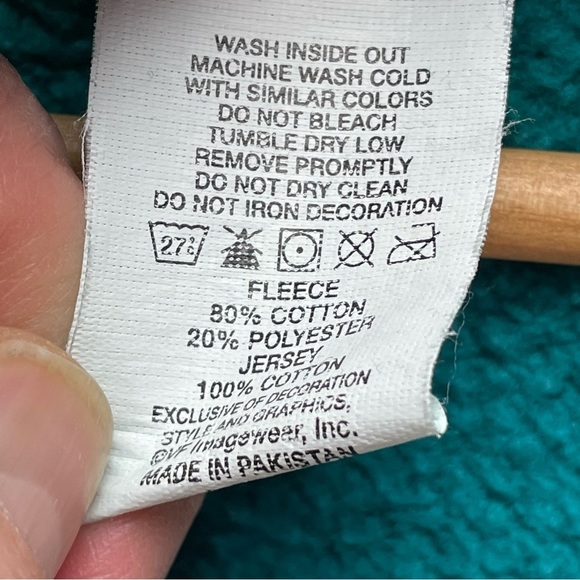 WASH INSIDE OUT
MACHINE WASH COLD
WITH SIMILAR COLORS
DO NOT BLEACH
TUMBLE DRY LOW
REMOVE PROMPTLY
DO NOT DRY CLEAN
DO NOT IRON DECORATION
27°C
FLEECE
80% COTTON
20% POLYESTER
JERSEY
100% COTTON
EXCLUSIVE OF DECORATION
STYLE AND GRAPHICS,
©VF Imagewear, Inc.
MADE IN PAKISTAN